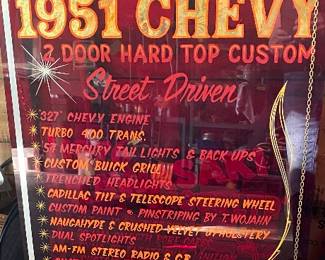 1951 CHEVY
2 DOOR HARD TOP CUSTOM
Street Driven
327" CHEVY ENGINE
TURBO 400 TRANS.
MERCURY TAIL LIGHTS & BACK UPS
CUSTOM BUICK GRILL
FRENCHED HEADLIGHTS
CADILLAC TILT & TELESCOPE STEERING WHEEL
CUSTOM PAINT & PINSTRIPING BY T.WOJAHN
NAUGAHYDE & CRUSHED VELVET UPHOLSTERY
DUAL SPOTLIGHTS
AM-FM STEREO RADIO & C.B.